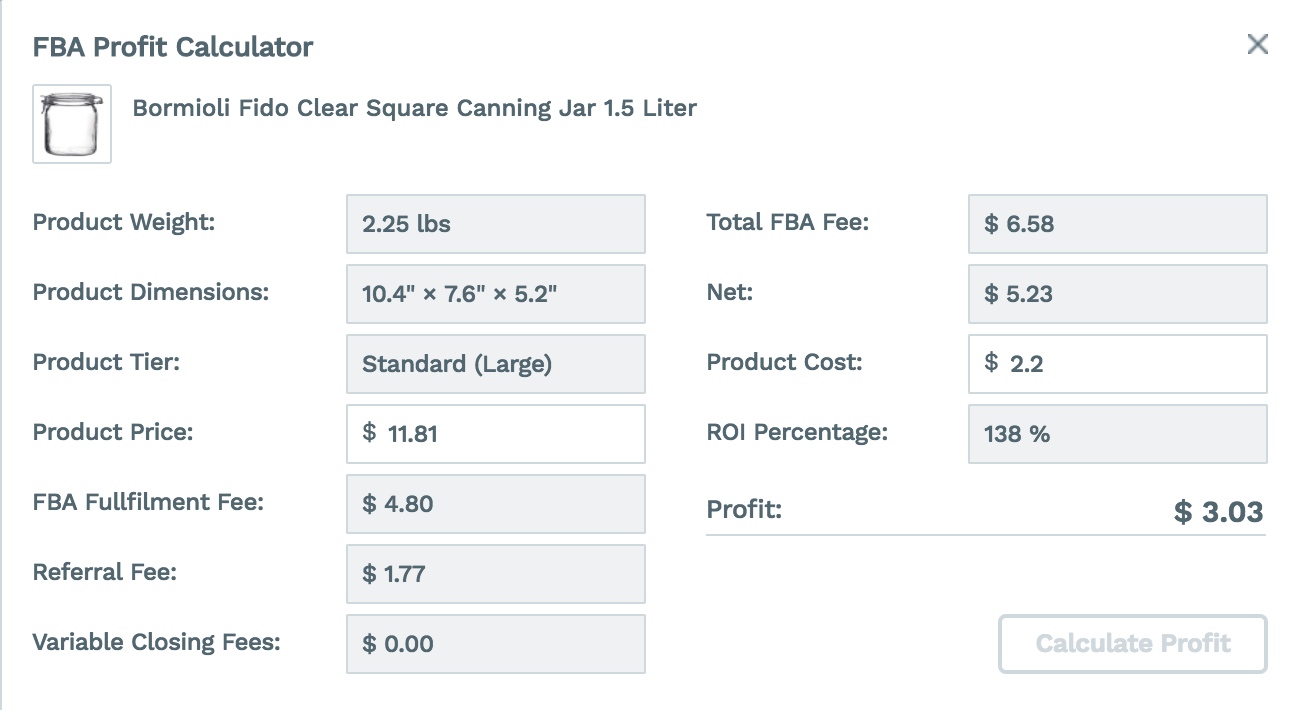 FBA Profit Calculator
Bormioli Fido Clear Square Canning Jar 1.5 Liter
Product Weight: 2.25 lbs
Product Dimensions: 10.4" × 7.6" × 5.2"
Product Tier: Standard (Large)
Product Price: $ 11.81
FBA Fullfilment Fee: $ 4.80
Referral Fee: $ 1.77
Variable Closing Fees: $ 0.00
Total FBA Fee: $ 6.58
Net: $ 5.23
Product Cost: $ 2.2
ROI Percentage: 138 %
Profit: $ 3.03
Calculate Profit